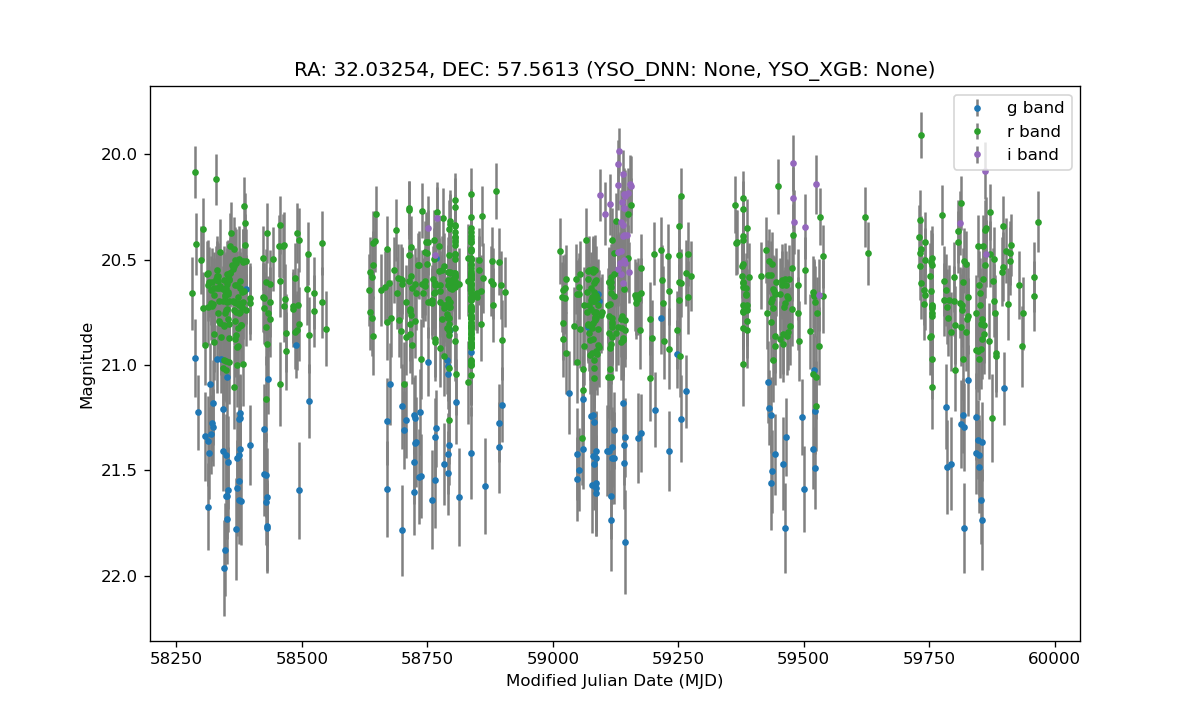 RA: 32.03254, DEC: 57.5613 (YSO_DNN: None, YSO_XGB: None)
g band
r band
i band
20.0
20.5
21.0
21.5
22.0
Magnitude
58250 58500 58750 59000 59250 59500 59750 60000
Modified Julian Date (MJD)